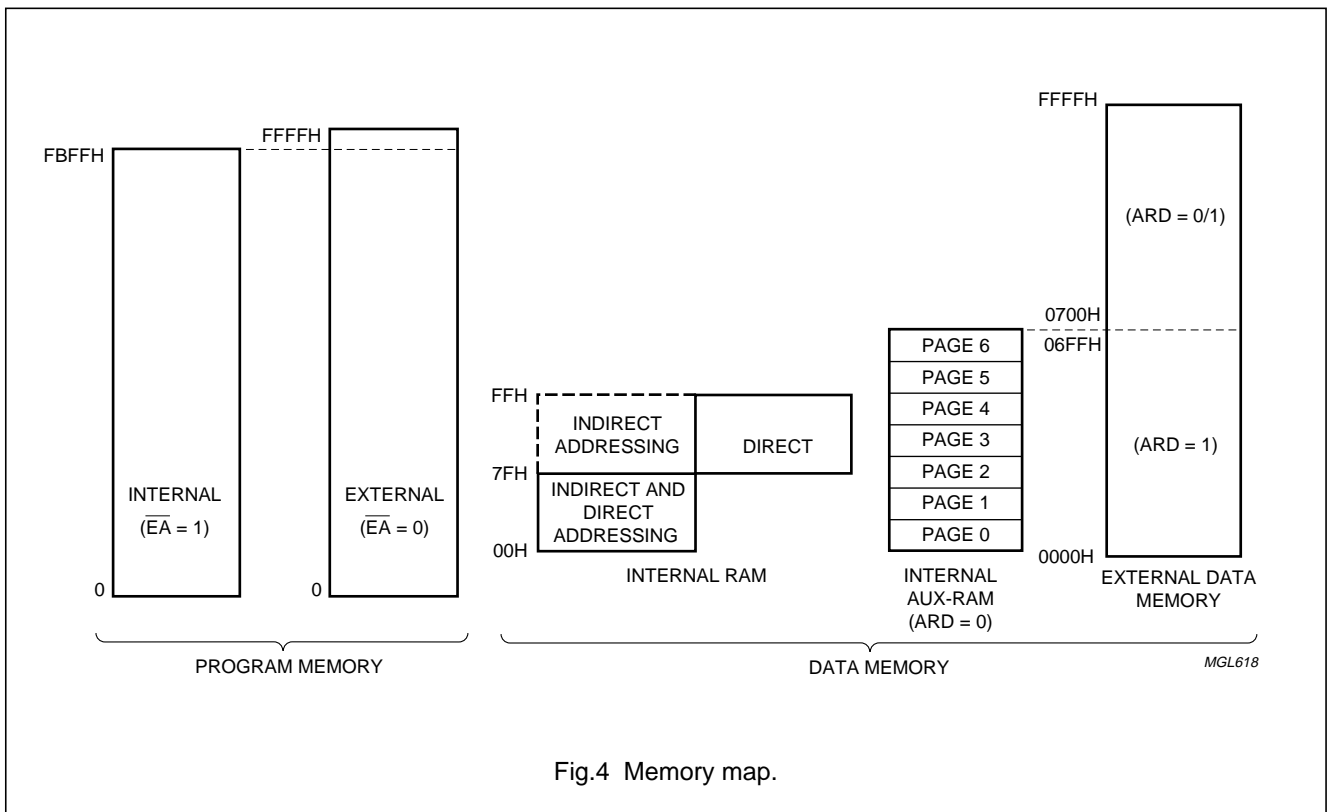 FBFFH
FFFFH
INTERNAL
(EA = 1)
0
EXTERNAL
(EA = 0)
0
PROGRAM MEMORY
FFH
7FH
00H
INDIRECT
ADDRESSING
DIRECT
INDIRECT AND
DIRECT
ADDRESSING
INTERNAL RAM
PAGE 6
PAGE 5
PAGE 4
PAGE 3
PAGE 2
PAGE 1
PAGE 0
INTERNAL
AUX-RAM
(ARD = 0)
FFFFH
(ARD = 0/1)
0700H
06FFH
(ARD = 1)
0000H
EXTERNAL DATA
MEMORY
DATA MEMORY
MGL618
Fig.4 Memory map.